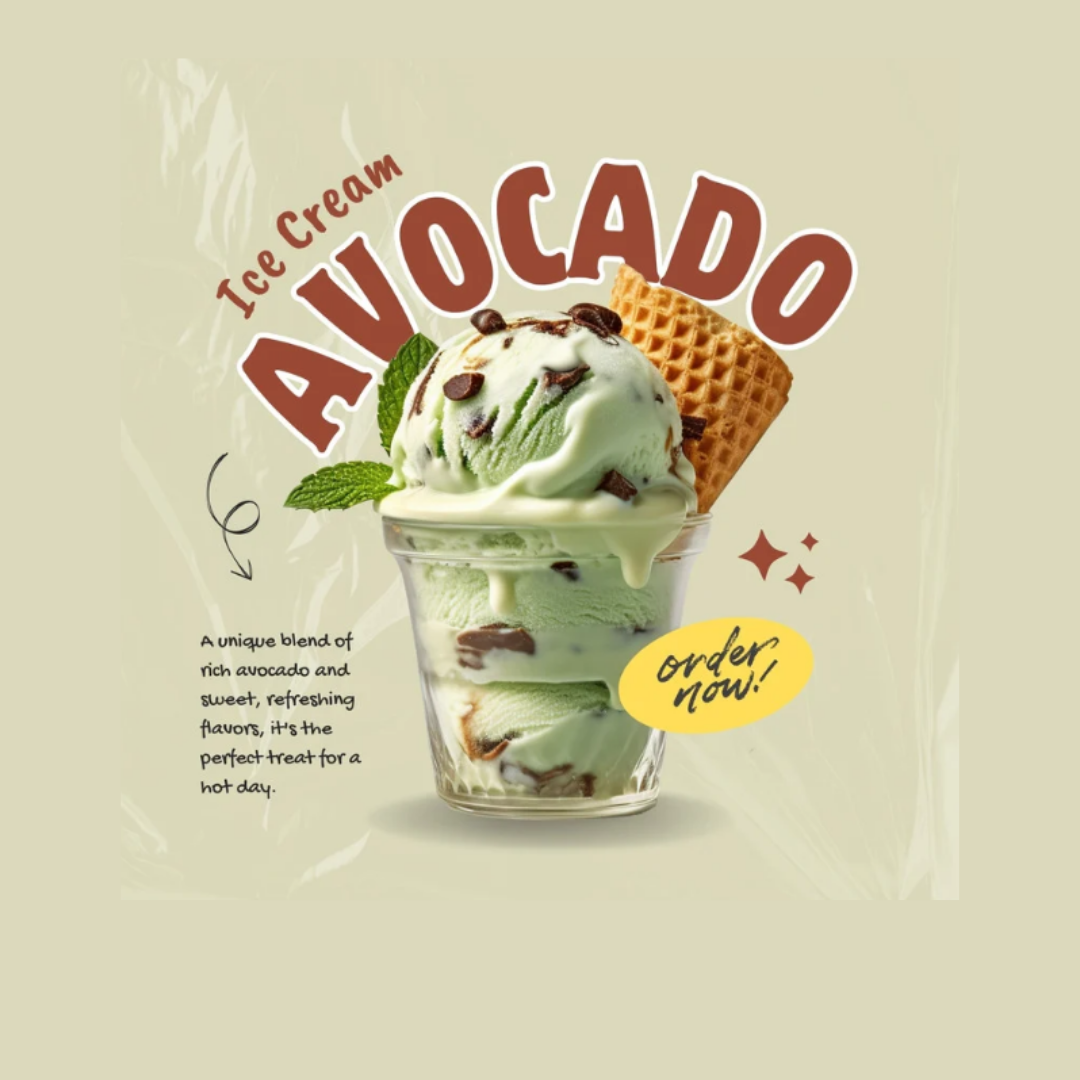 Ice Cream
AVOCADO
A unique blend of
rich avocado and
sweet, refreshing
flavors, it's the
perfect treat for a
hot day.
order
now!